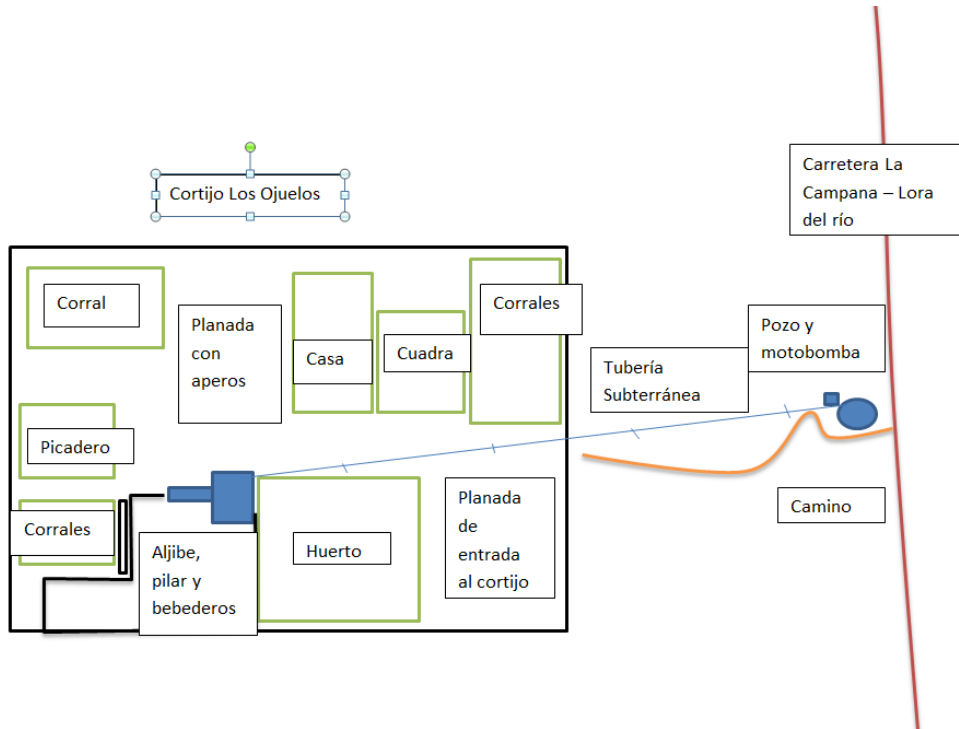 Carretera La
Campana – Lora
del río
Cortijo Los Ojuelos
Corral
Planada
con
aperos
Casa
Cuadra
Corrales
Tubería
Subterránea
Pozo y
motobomba
Picadero
Corrales
Aljibe,
pilar y
bebederos
Huerto
Planada
de
entrada
al cortijo
Camino